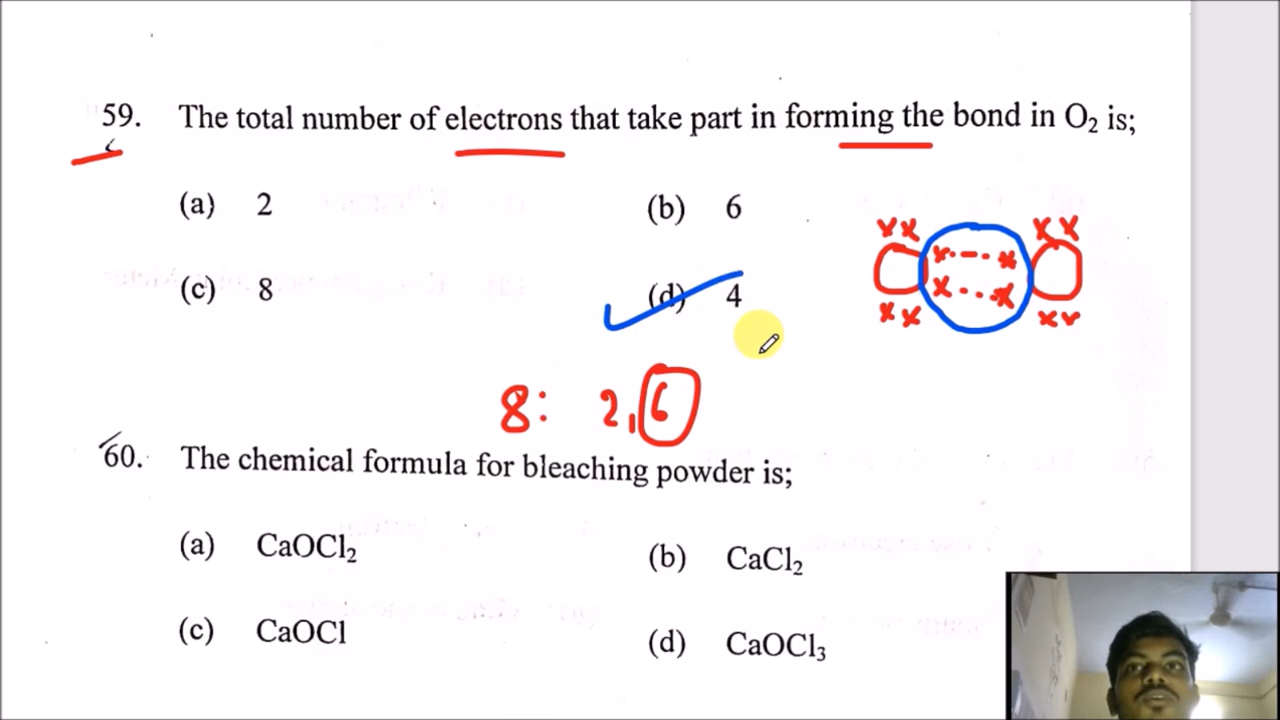 59. The total number of electrons that take part in forming the bond in O₂ is;
(a) 2 (b) 6
(c) 8 (d) 4
8: 2,6
60. The chemical formula for bleaching powder is;
(a) CaOCl₂ (b) CaCl₂
(c) CaOCl (d) CaOCl₃